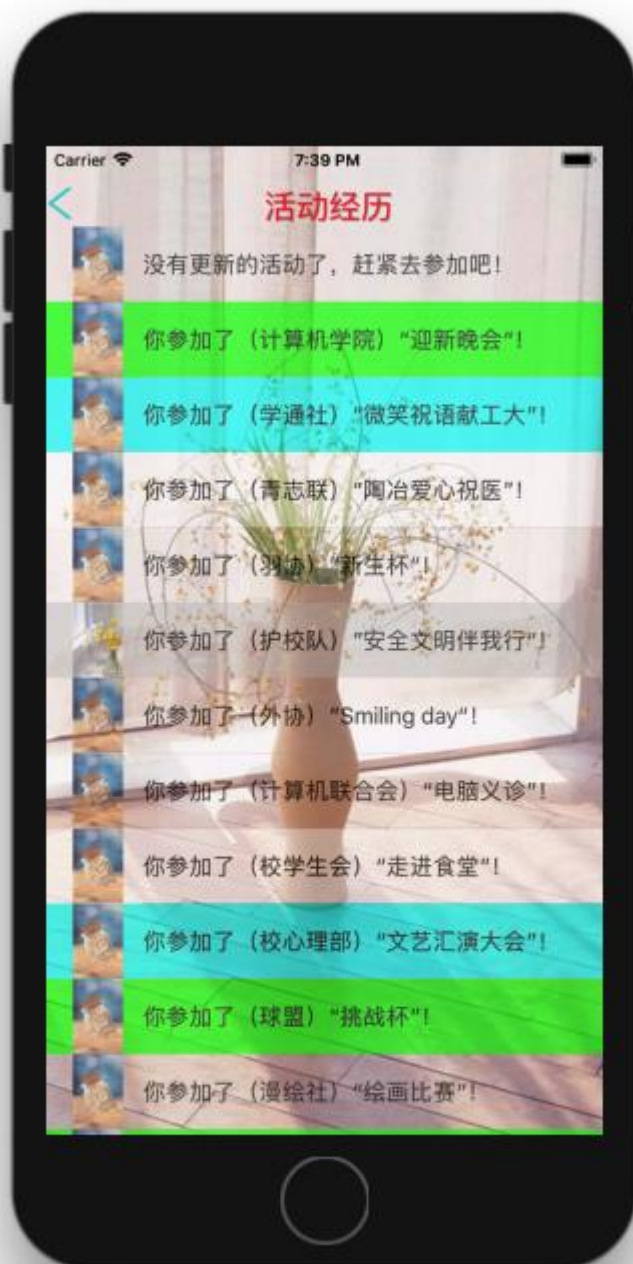 Carrier 7:39 PM
活动经历
没有更新的活动了，赶紧去参加吧！
你参加了（计算机学院）“迎新晚会“！
你参加了（学通社）“微笑祝语献工大"！
你参加了（青志联）“陶冶爱心祝医”！
你参加了（羽协）“新生杯“！
你参加了（护校队）”安全文明伴我行“！
你参加了（外协）“Smiling day“！
你参加了（计算机联合会）“电脑义诊”！
你参加了（校学生会）“走进食堂“！
你参加了（校心理部）“文艺汇演大会”！
你参加了（球盟）“挑战杯”！
你参加了（漫绘社）“绘画比赛”！